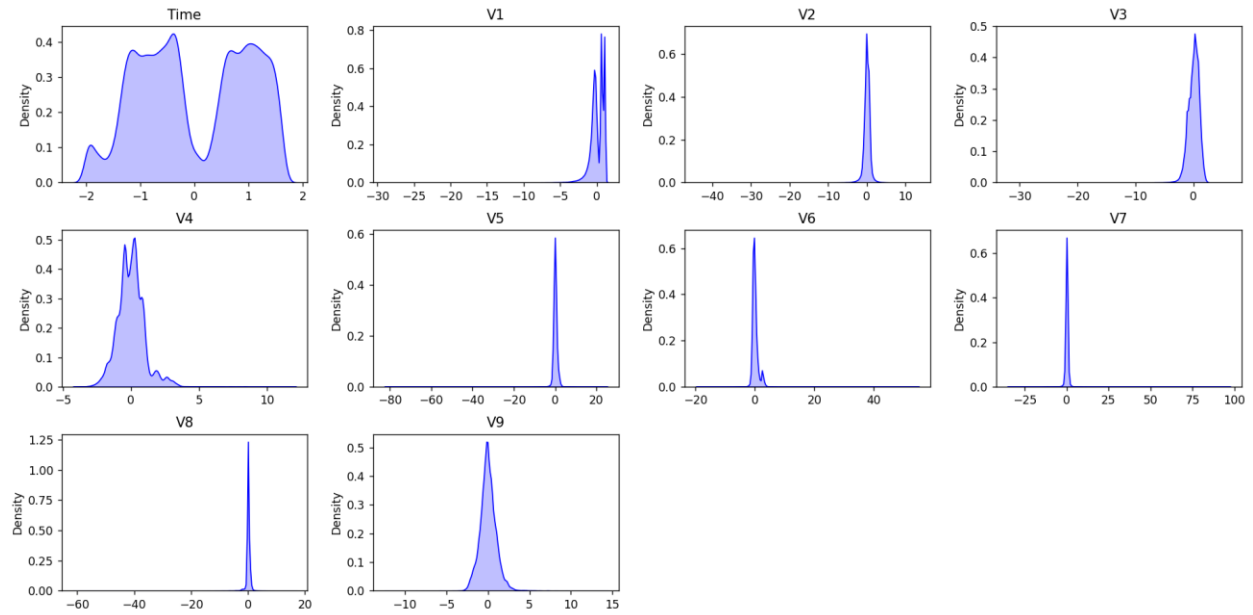 Time
V1
V2
V3
Density
0.4
0.3
0.2
0.1
0.0
−2 −1 0 1 2
Density
0.8
0.6
0.4
0.2
0.0
−30 −25 −20 −15 −10 −5 0
Density
0.6
0.4
0.2
0.0
−40 −30 −20 −10 0 10
Density
0.5
0.4
0.3
0.2
0.1
0.0
−30 −20 −10 0
V4
V5
V6
V7
Density
0.5
0.4
0.3
0.2
0.1
0.0
−5 0 5 10
Density
0.6
0.4
0.2
0.0
−80 −60 −40 −20 0 20
Density
0.6
0.4
0.2
0.0
−20 0 20 40
Density
0.6
0.4
0.2
0.0
−25 0 25 50 75 100
V8
V9
Density
1.25
1.00
0.75
0.50
0.25
0.00
−60 −40 −20 0 20
Density
0.5
0.4
0.3
0.2
0.1
0.0
−10 −5 0 5 10 15